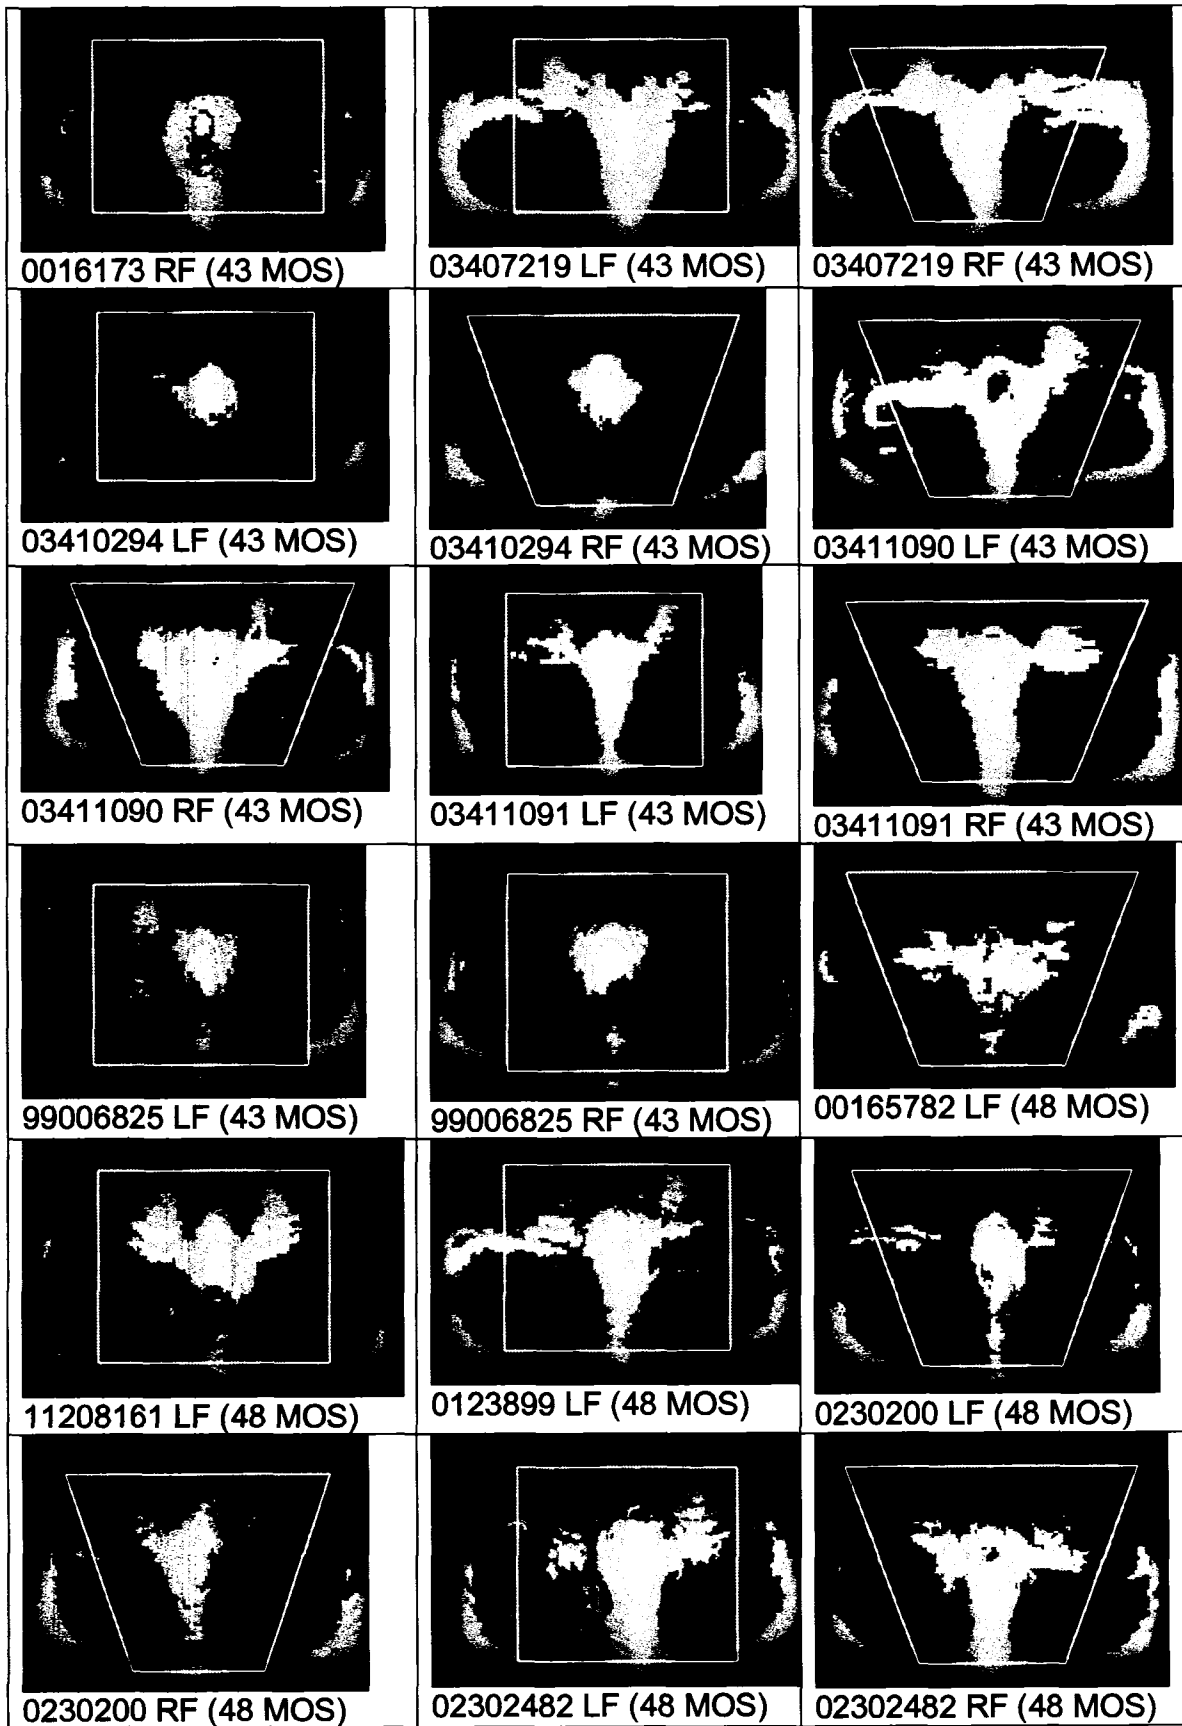 0016173 RF (43 MOS)
03407219 LF (43 MOS)
03407219 RF (43 MOS)
03410294 LF (43 MOS)
03410294 RF (43 MOS)
03411090 LF (43 MOS)
03411090 RF (43 MOS)
03411091 LF (43 MOS)
03411091 RF (43 MOS)
99006825 LF (43 MOS)
99006825 RF (43 MOS)
00165782 LF (48 MOS)
11208161 LF (48 MOS)
0123899 LF (48 MOS)
0230200 LF (48 MOS)
0230200 RF (48 MOS)
02302482 LF (48 MOS)
02302482 RF (48 MOS)